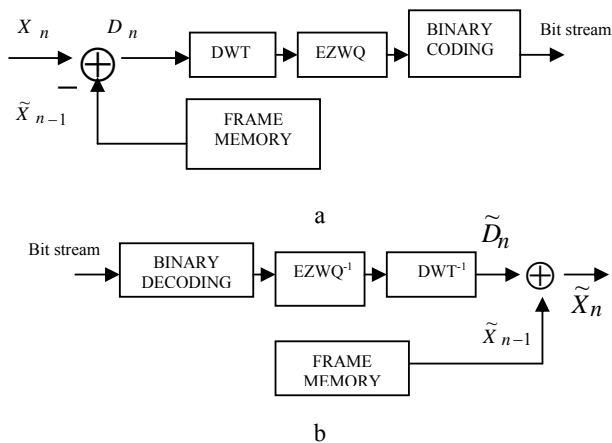 X n
D n
DWT
EZWQ
BINARY
CODING
Bit stream
−
X̃ n−1
FRAME
MEMORY
a
Bit stream
BINARY
DECODING
EZWQ-1
DWT-1
D̃n
X̃n
X̃ n−1
FRAME
MEMORY
b